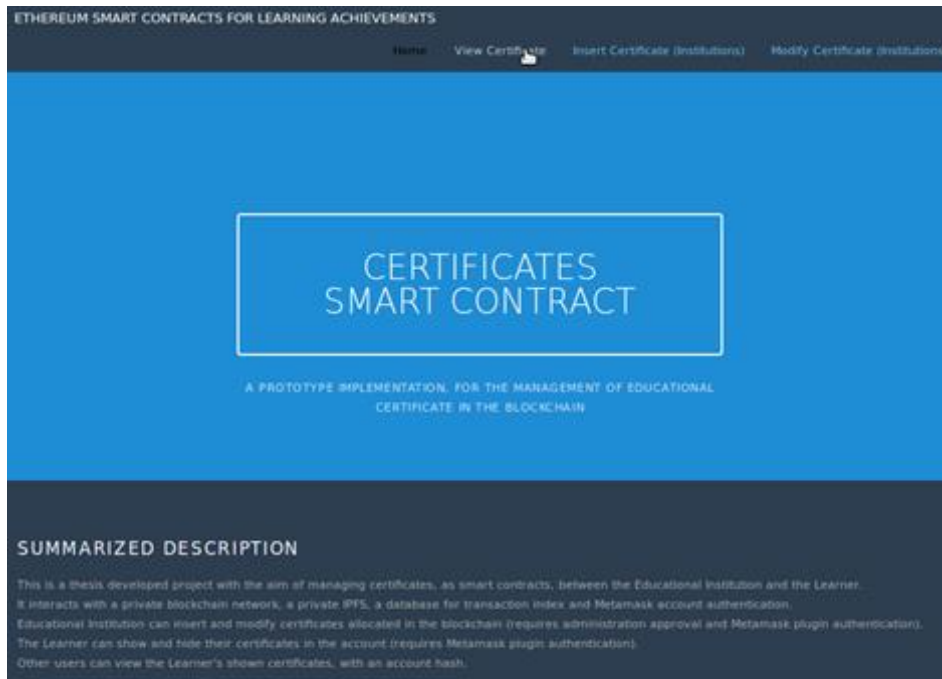 ETHEREUM SMART CONTRACTS FOR LEARNING ACHIEVEMENTS
Home View Certificate Insert Certificate (Institutions) Modify Certificate (Institutions
CERTIFICATES
SMART CONTRACT
A PROTOTYPE IMPLEMENTATION, FOR THE MANAGEMENT OF EDUCATIONAL
CERTIFICATE IN THE BLOCKCHAIN
SUMMARIZED DESCRIPTION
This is a thesis developed project with the aim of managing certificates, as smart contracts, between the Educational Institution and the Learner.
It interacts with a private blockchain network, a private IPFS, a database for transaction index and Metamask account authentication.
Educational Institution can insert and modify certificates allocated in the blockchain (requires administration approval and Metamask plugin authentication).
The Learner can show and hide their certificates in the account (requires Metamask plugin authentication).
Other users can view the Learner's shown certificates, with an account hash.